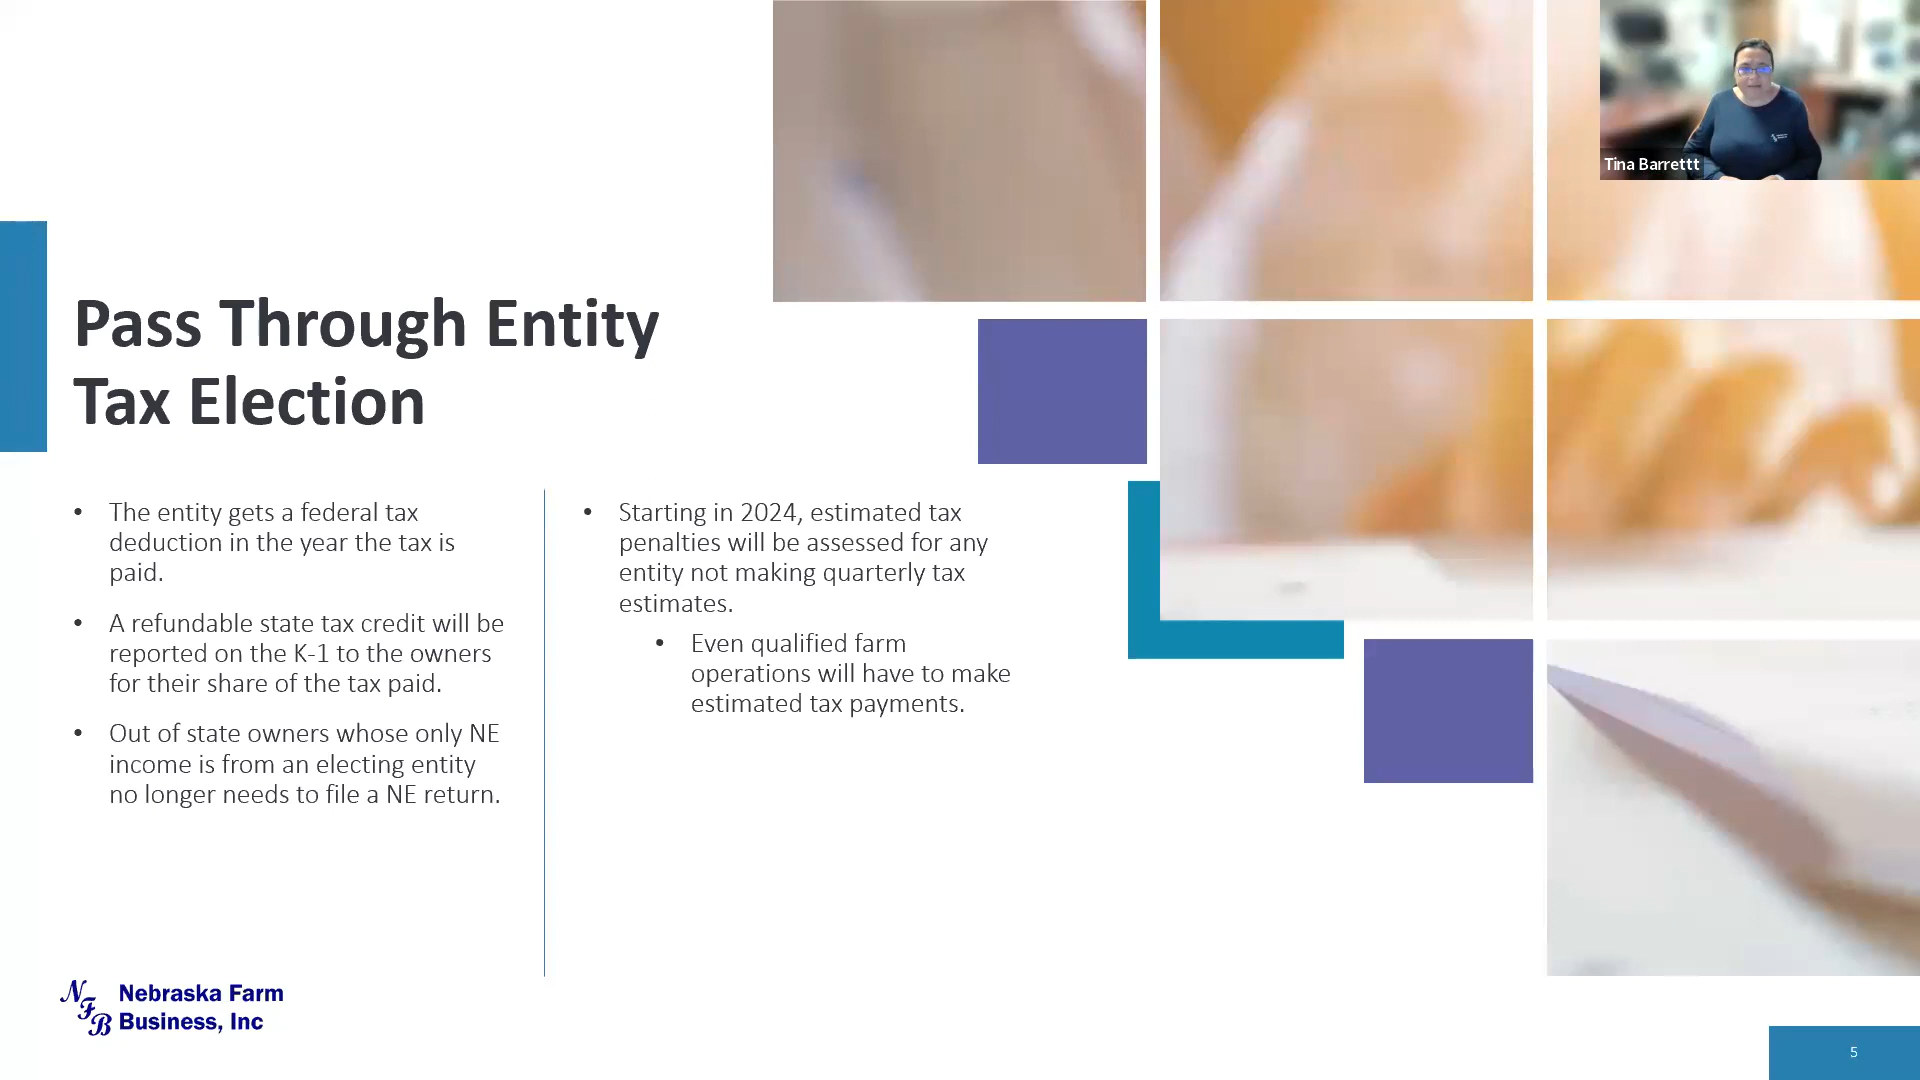 Tina Barrettt
Pass Through Entity
Tax Election
• The entity gets a federal tax
deduction in the year the tax is
paid.
• A refundable state tax credit will be
reported on the K-1 to the owners
for their share of the tax paid.
• Out of state owners whose only NE
income is from an electing entity
no longer needs to file a NE return.
• Starting in 2024, estimated tax
penalties will be assessed for any
entity not making quarterly tax
estimates.
• Even qualified farm
operations will have to make
estimated tax payments.
NFB
Nebraska Farm
Business, Inc
5